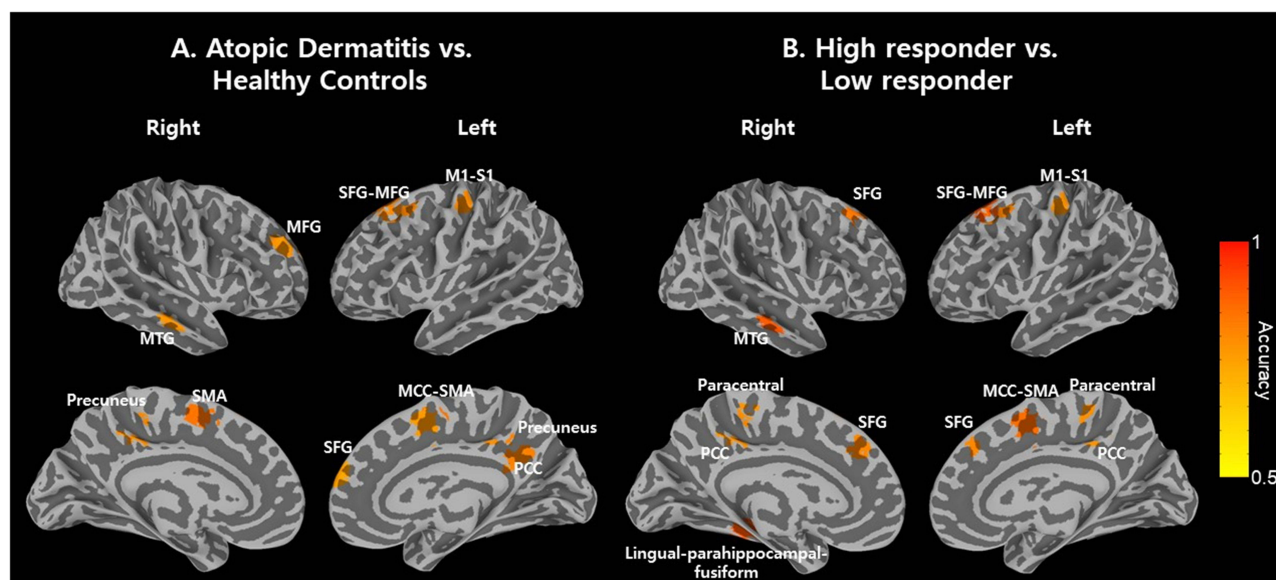 A. Atopic Dermatitis vs.
Healthy Controls
Right
Left
SFG-MFG
M1-S1
MFG
MTG
Precuneus
SMA
MCC-SMA
Precuneus
SFG
PCC
B. High responder vs.
Low responder
Right
Left
SFG
SFG-MFG
M1-S1
MTG
Paracentral
SFG
PCC
Lingual-parahippocampal-
fusiform
MCC-SMA
Paracentral
SFG
PCC
1
Accuracy
0.5